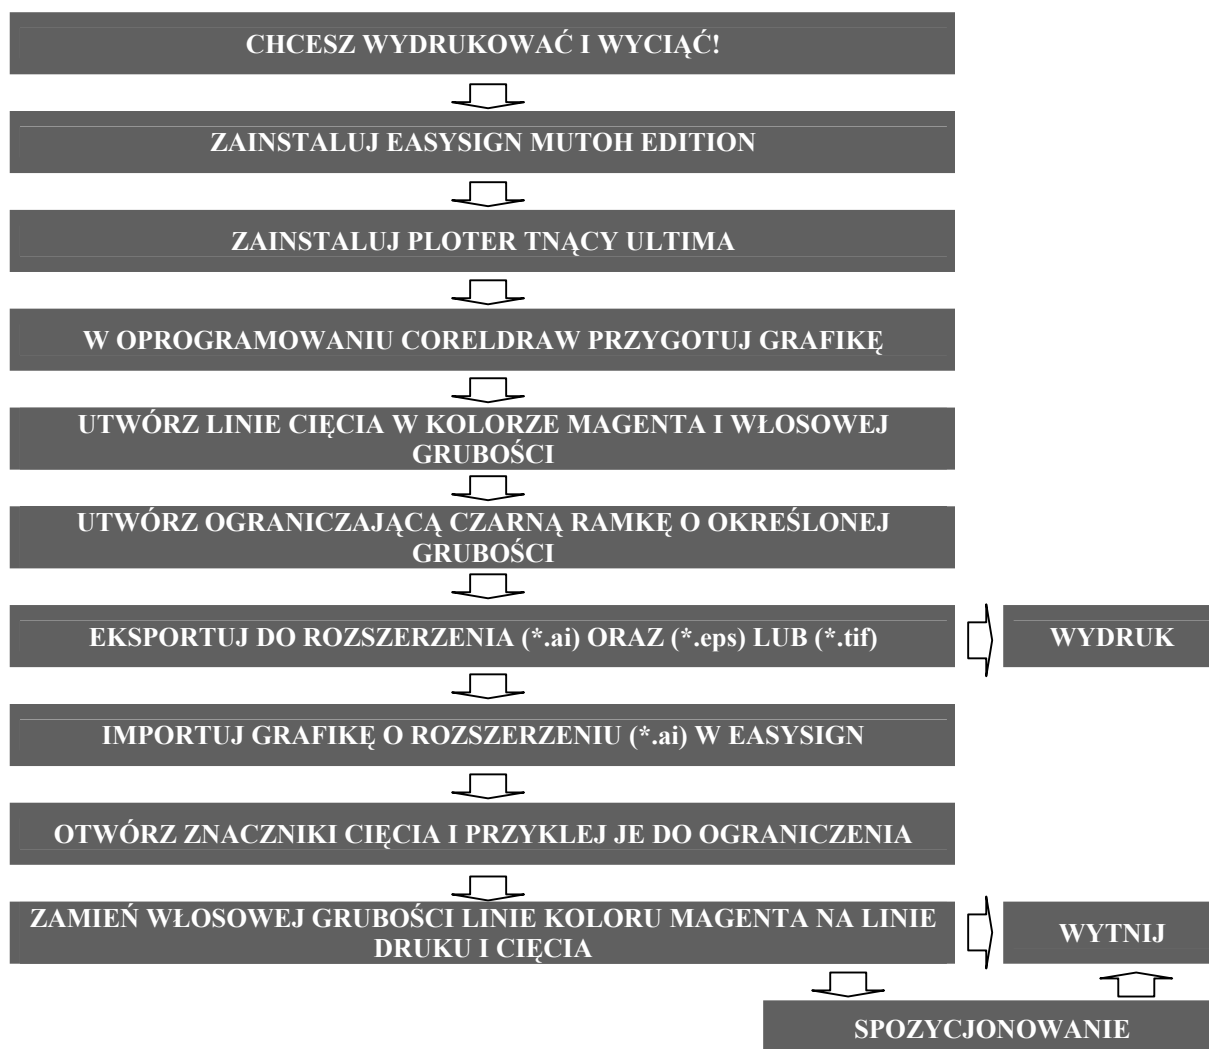 CHCESZ WYDRUKOWAĆ I WYCIĄĆ!
ZAINSTALUJ EASYSIGN MUTOH EDITION
ZAINSTALUJ PLOTER TNĄCY ULTIMA
W OPROGRAMOWANIU CORELDRAW PRZYGOTUJ GRAFIKĘ
UTWÓRZ LINIE CIĘCIA W KOLORZE MAGENTA I WŁOSOWEJ
GRUBOŚCI
UTWÓRZ OGRANICZAJĄCĄ CZARNĄ RAMKĘ O OKREŚLONEJ
GRUBOŚCI
EKSPORTUJ DO ROZSZERZENIA (*.ai) ORAZ (*.eps) LUB (*.tif)
WYDRUK
IMPORTUJ GRAFIKĘ O ROZSZERZENIU (*.ai) W EASYSIGN
OTWÓRZ ZNACZNIKI CIĘCIA I PRZYKLEJ JE DO OGRANICZENIA
ZAMIEŃ WŁOSOWEJ GRUBOŚCI LINIE KOLORU MAGENTA NA LINIE
DRUKU I CIĘCIA
WYTNIJ
SPOZYCJONOWANIE